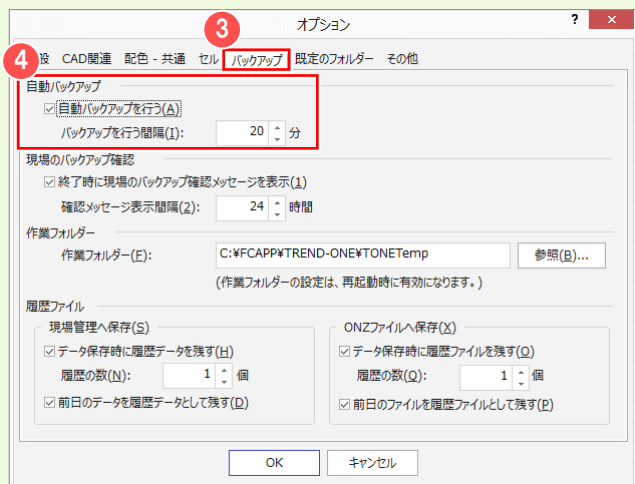 オプション
? ×
3
4
般 CAD関連 配色 - 共通 セル バックアップ 既定のフォルダー その他
自動バックアップ
自動バックアップを行う(A)
バックアップを行う間隔(I): 20 分
現場のバックアップ確認
終了時に現場のバックアップ確認メッセージを表示(1)
確認メッセージ表示間隔(2): 24 時間
作業フォルダー
作業フォルダー(F): C:¥FCAPP¥TREND-ONE¥TONETemp 参照(B)...
(作業フォルダーの設定は、再起動時に有効になります。)
履歴ファイル
現場管理へ保存(S)
データ保存時に履歴データを残す(H)
履歴の数(N): 1 個
前日のデータを履歴データとして残す(D)
ONZファイルへ保存(X)
データ保存時に履歴ファイルを残す(O)
履歴の数(Q): 1 個
前日のファイルを履歴ファイルとして残す(P)
OK キャンセル